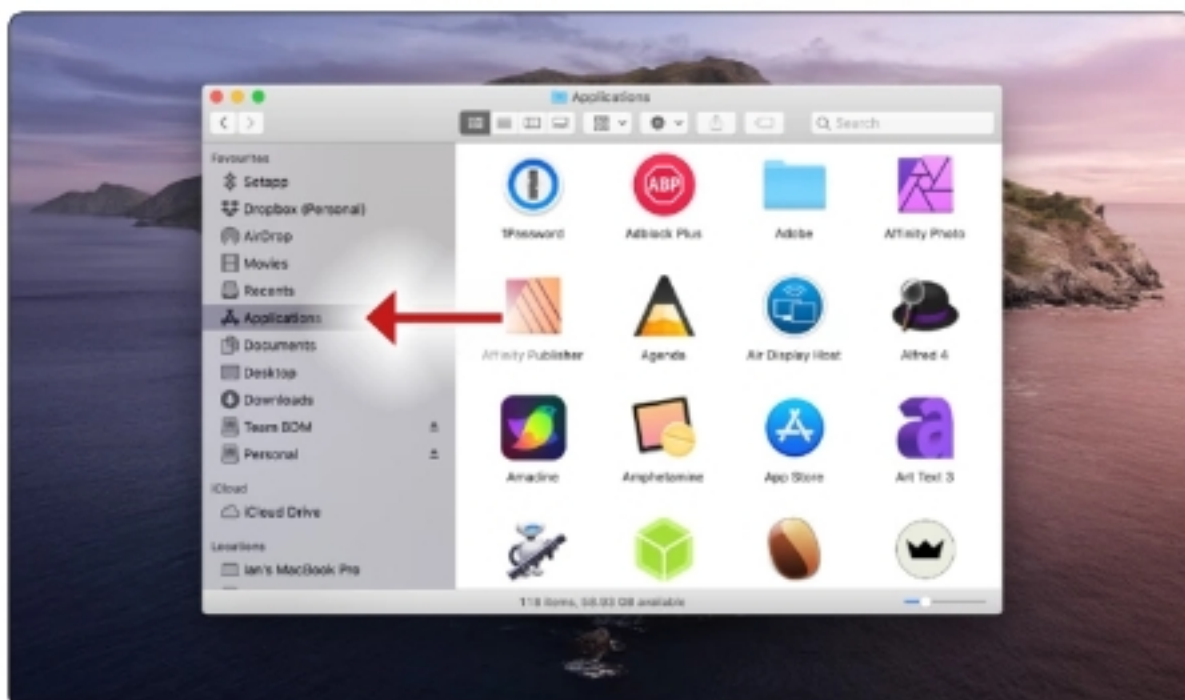 Applications
Search
Favourites
Setapp
Dropbox (Personal)
AirDrop
Movies
Recents
Applications
Documents
Desktop
Downloads
Team BDM
Personal
iCloud
iCloud Drive
Locations
Ian's MacBook Pro
1Password
Adblock Plus
Adobe
Affinity Photo
Affinity Publisher
Agenda
Air Display Host
Alfred 4
Amadine
Amphetamine
App Store
Art Text 3
ABP
a
118 items, 58.93 GB available